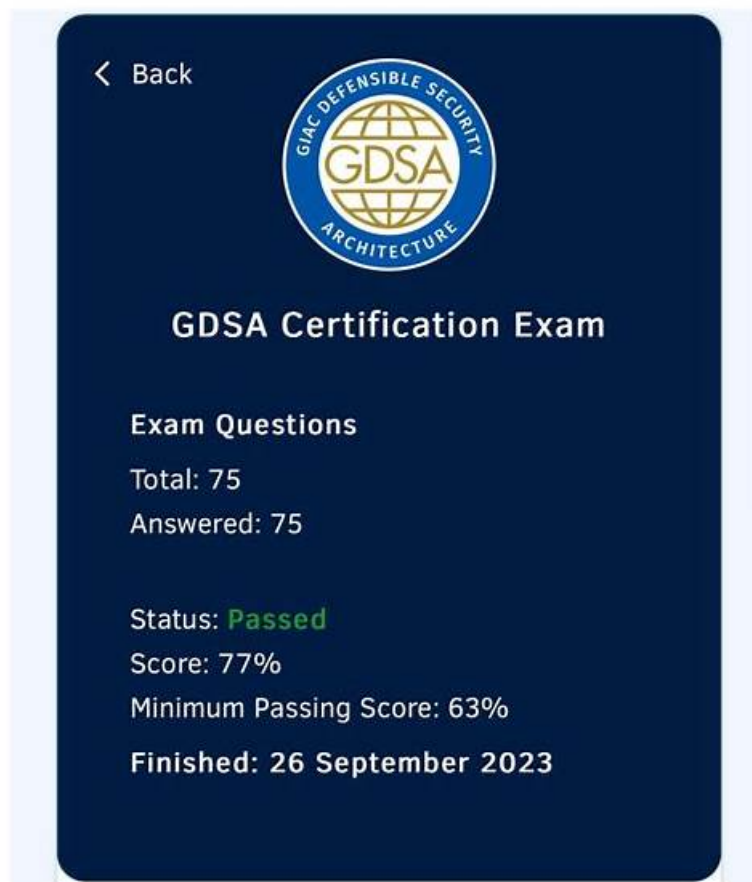 Back
GIAC DEFENSIBLE SECURITY
GDSA
ARCHITECTURE
GDSA Certification Exam
Exam Questions
Total: 75
Answered: 75
Status: Passed
Score: 77%
Minimum Passing Score: 63%
Finished: 26 September 2023